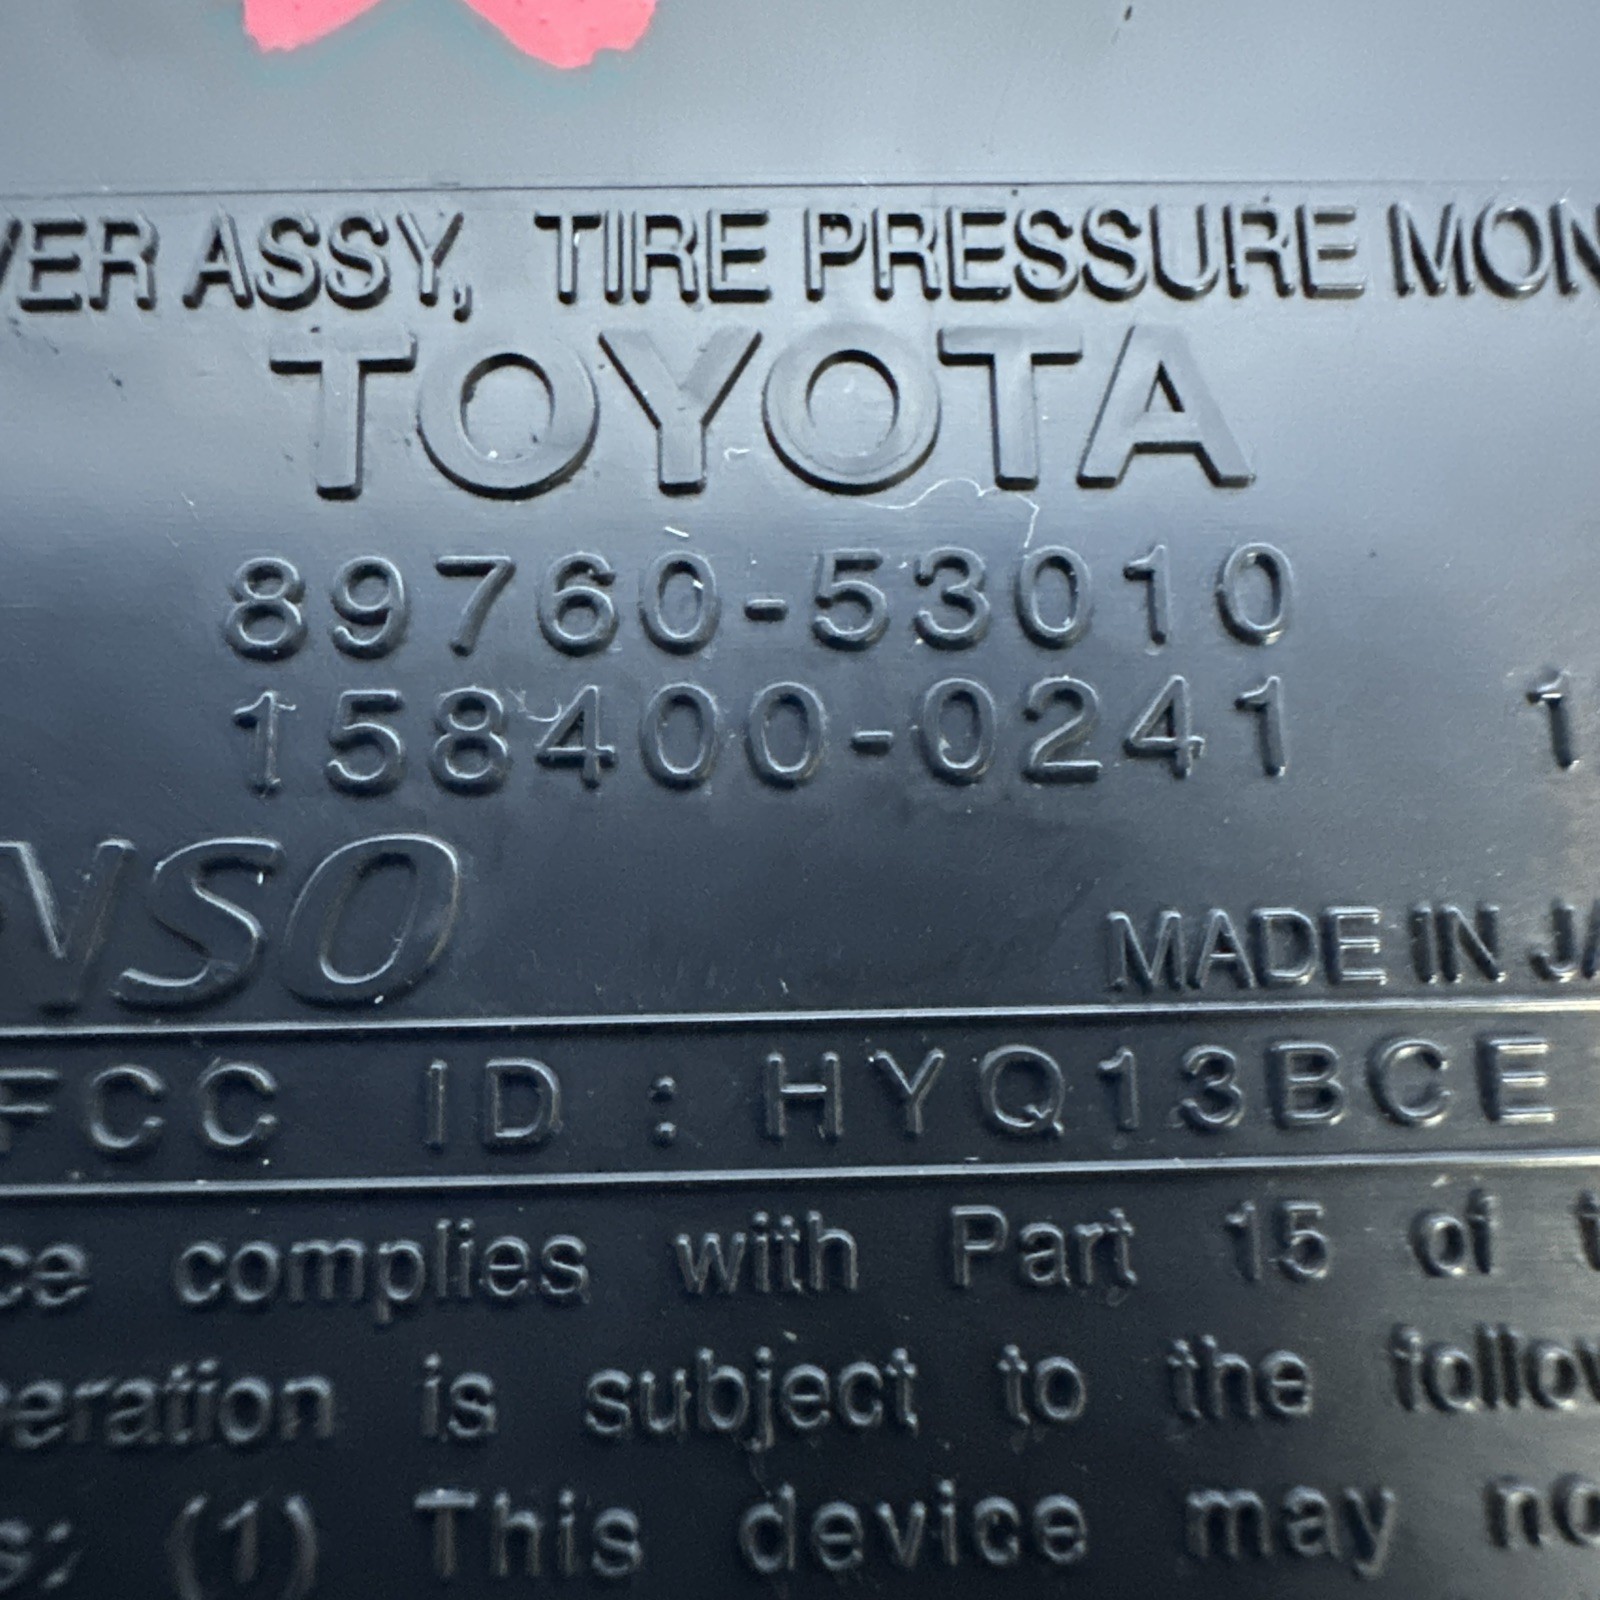 VER ASSY, TIRE PRESSURE MON
TOYOTA
89760-53010
158400-0241 1
NSO
MADE IN JA
FCC ID : HYQ13BCE
ce complies with Part 15 of t
eration is subject to the follow
s: (1) This device may no